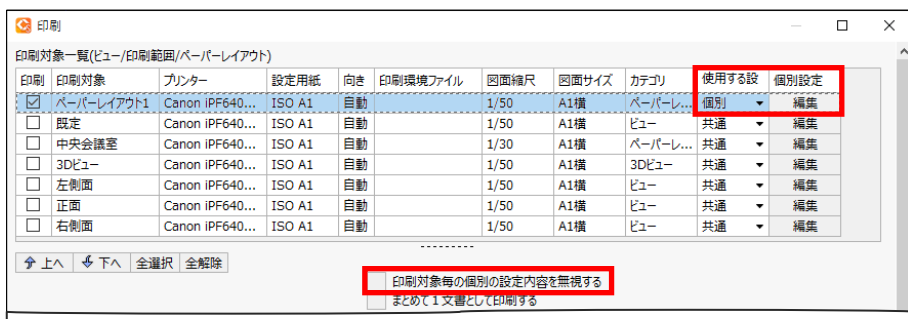 印刷
印刷対象一覧(ビュー/印刷範囲/ペーパーレイアウト)
印刷 印刷対象 プリンター 設定用紙 向き 印刷環境ファイル 図面縮尺 図面サイズ カテゴリ 使用する設 個別設定
ペーパーレイアウト1 Canon iPF640... ISO A1 自動 1/50 A1横 ペーパーレ... 個別 編集
既定 Canon iPF640... ISO A1 自動 1/50 A1横 ビュー 共通 編集
中央会議室 Canon iPF640... ISO A1 自動 1/30 A1横 ペーパーレ... 共通 編集
3Dビュー Canon iPF640... ISO A1 自動 1/50 A1横 3Dビュー 共通 編集
左側面 Canon iPF640... ISO A1 自動 1/50 A1横 ビュー 共通 編集
正面 Canon iPF640... ISO A1 自動 1/50 A1横 ビュー 共通 編集
右側面 Canon iPF640... ISO A1 自動 1/50 A1横 ビュー 共通 編集
上へ 下へ 全選択 全解除
印刷対象毎の個別の設定内容を無視する
まとめて1文書として印刷する